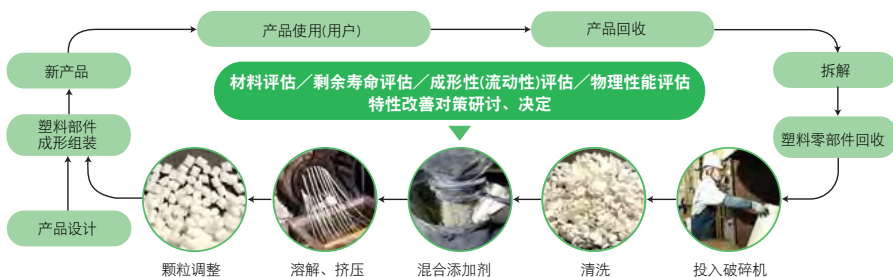 产品使用(用户)
产品回收
新产品
拆解
材料评估／剩余寿命评估／成形性(流动性)评估／物理性能评估
特性改善对策研讨、决定
塑料部件
成形组装
塑料零部件回收
产品设计
颗粒调整
溶解、挤压
混合添加剂
清洗
投入破碎机